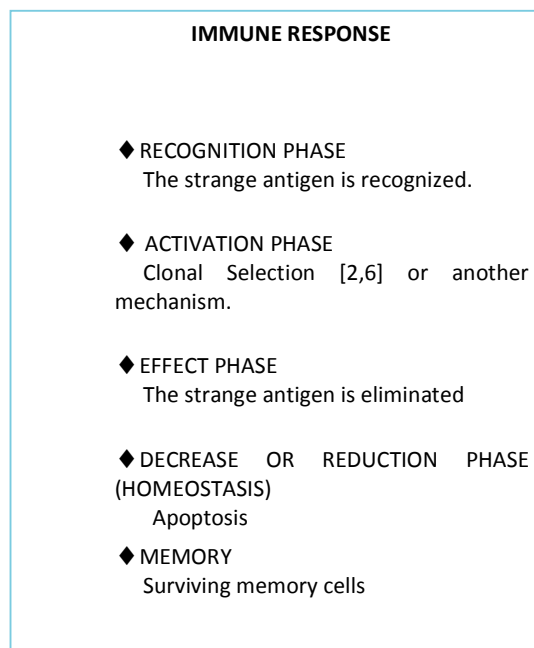 IMMUNE RESPONSE
♦ RECOGNITION PHASE
The strange antigen is recognized.
♦ ACTIVATION PHASE
Clonal Selection [2,6] or another
mechanism.
♦ EFFECT PHASE
The strange antigen is eliminated
♦ DECREASE OR REDUCTION PHASE
(HOMEOSTASIS)
Apoptosis
♦ MEMORY
Surviving memory cells